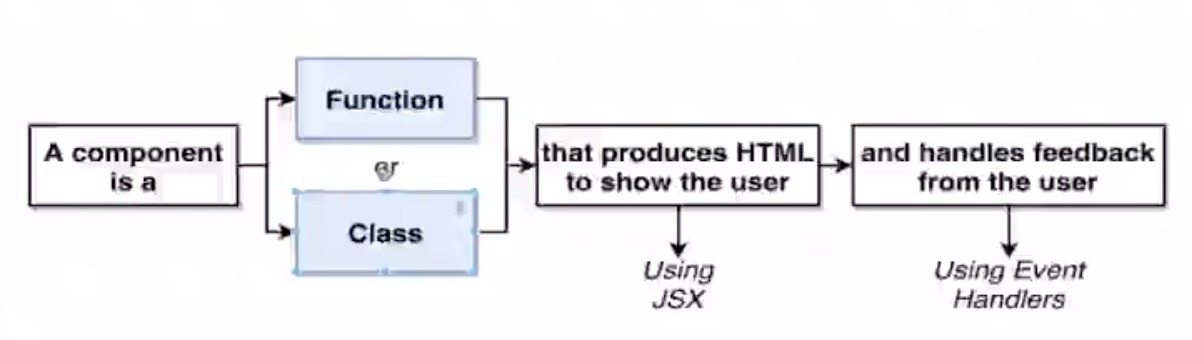 A component
is a
Function
or
Class
that produces HTML
to show the user
Using
JSX
and handles feedback
from the user
Using Event
Handlers